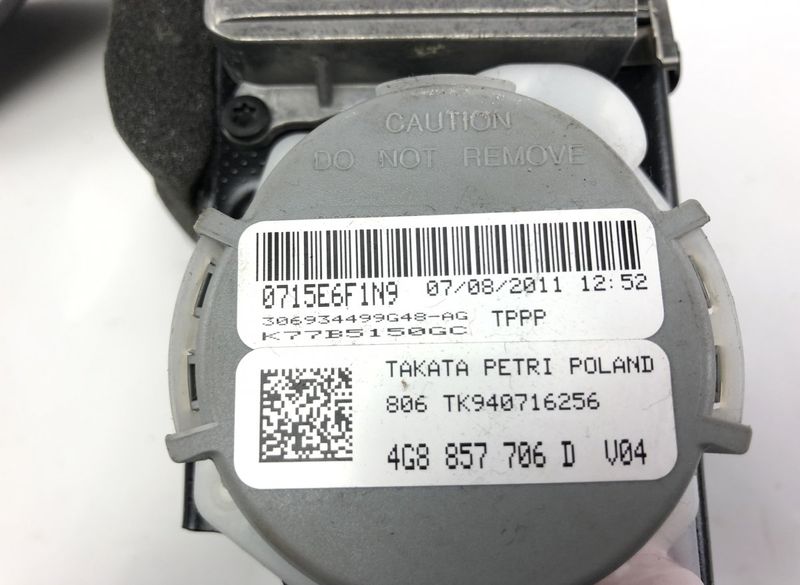 CAUTION
DO NOT REMOVE
0715E6F1N9 07/08/2011 12:52
306934499G48-AG TPPP
K77B5150GC
TAKATA PETRI POLAND
806 TK940716256
4G8 857 706 D V04